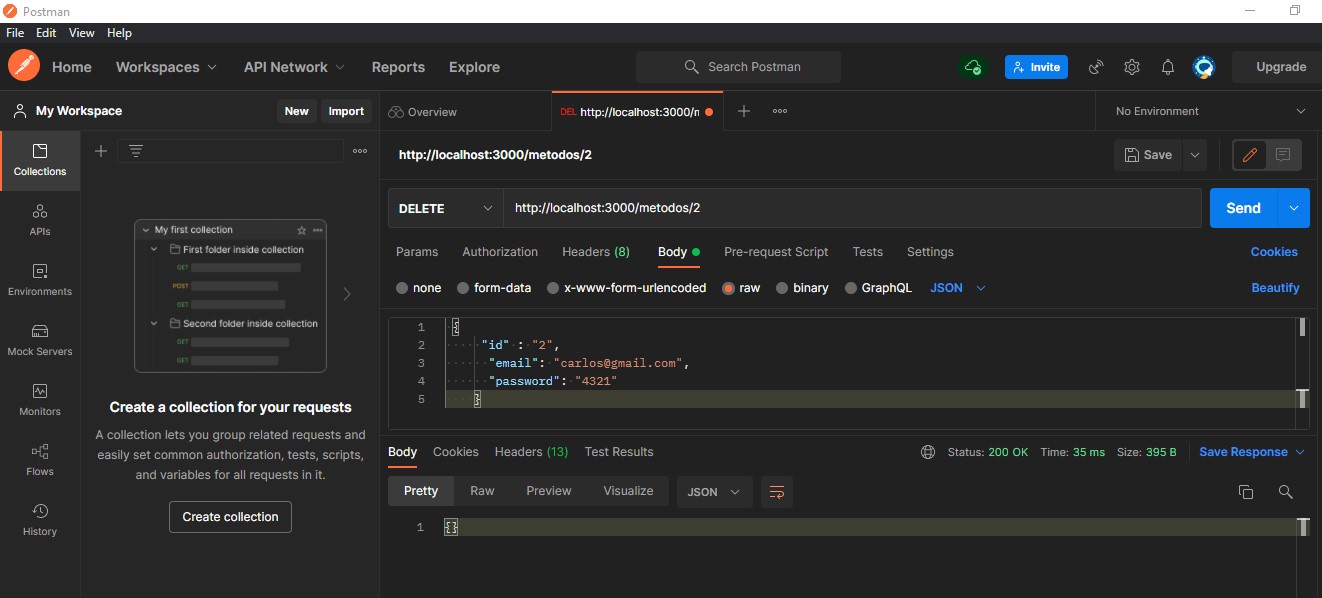 Postman
File Edit View Help
Home Workspaces API Network Reports Explore Search Postman Invite Upgrade
My Workspace New Import
Overview DEL http://localhost:3000/n No Environment
Collections
APIs
Environments
Mock Servers
Monitors
Flows
History
My first collection
First folder inside collection
GET
POST
GET
Second folder inside collection
GET
GET
Create a collection for your requests
A collection lets you group related requests and
easily set common authorization, tests, scripts,
and variables for all requests in it.
Create collection
http://localhost:3000/metodos/2 Save
DELETE http://localhost:3000/metodos/2 Send
Params Authorization Headers (8) Body Pre-request Script Tests Settings Cookies
none form-data x-www-form-urlencoded raw binary GraphQL JSON Beautify
1 {
2 "id" : "2",
3 "email": "carlos@gmail.com",
4 "password": "4321"
5 }
Body Cookies Headers (13) Test Results Status: 200 OK Time: 35 ms Size: 395 B Save Response
Pretty Raw Preview Visualize JSON
1 {}